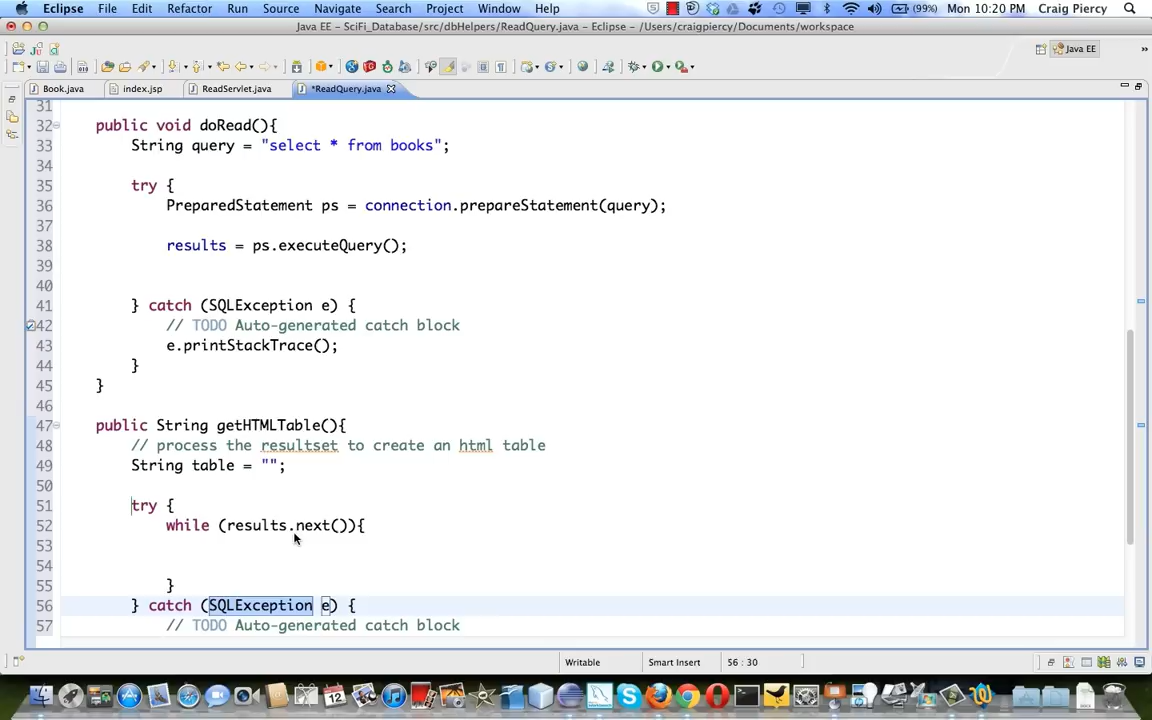 Eclipse File Edit Refactor Run Source Navigate Search Project Window Help (99%) Mon 10:20 PM Craig Piercy
Java EE – SciFi_Database/src/dbHelpers/ReadQuery.java – Eclipse – /Users/craigpiercy/Documents/workspace
Java EE
Book.java index.jsp ReadServlet.java *ReadQuery.java
31
32 public void doRead(){
33 String query = "select * from books";
34
35 try {
36 PreparedStatement ps = connection.prepareStatement(query);
37
38 results = ps.executeQuery();
39
40
41 } catch (SQLException e) {
42 // TODO Auto-generated catch block
43 e.printStackTrace();
44 }
45 }
46
47 public String getHTMLTable(){
48 // process the resultset to create an html table
49 String table = "";
50
51 try {
52 while (results.next()){
53
54
55 }
56 } catch (SQLException e) {
57 // TODO Auto-generated catch block
Writable Smart Insert 56 : 30
12